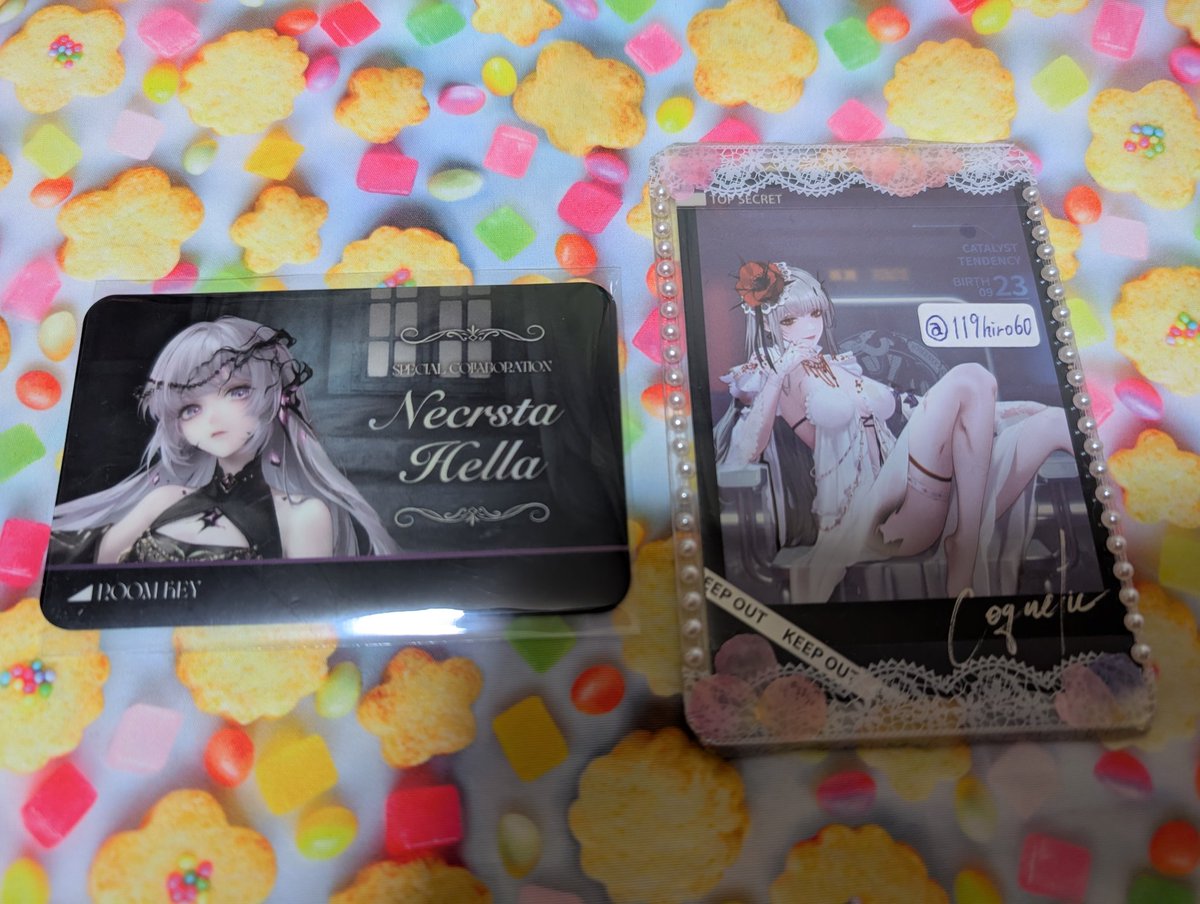 SPECIAL COLLABORATION
Necrsta
Hella
ROOM KEY
TOP SECRET
CATALYST
TENDENCY
BIRTH
09 23
@119hiro60
KEEP OUT KEEP OUT